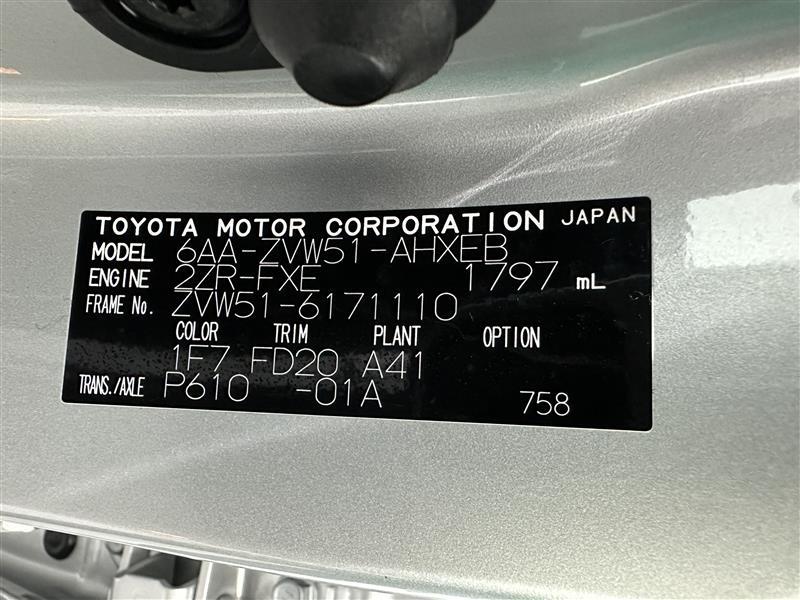 TOYOTA MOTOR CORPORATION JAPAN
MODEL 6AA-ZVW51-AHXEB
ENGINE 2ZR-FXE 1797 mL
FRAME No. ZVW51-6171110
COLOR TRIM PLANT OPTION
1F7 FD20 A41
TRANS./AXLE P610 -01A 758